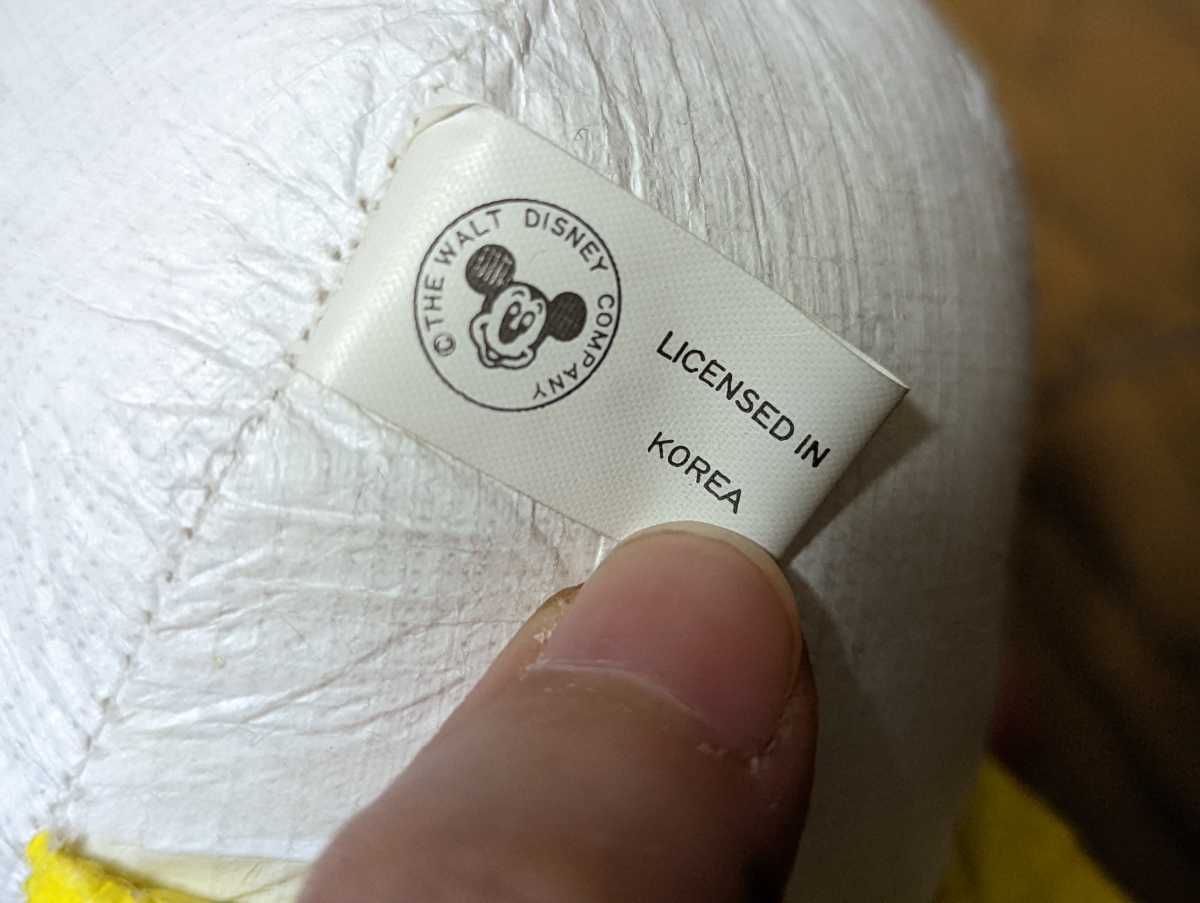 ©THE WALT DISNEY COMPANY
LICENSED IN
KOREA